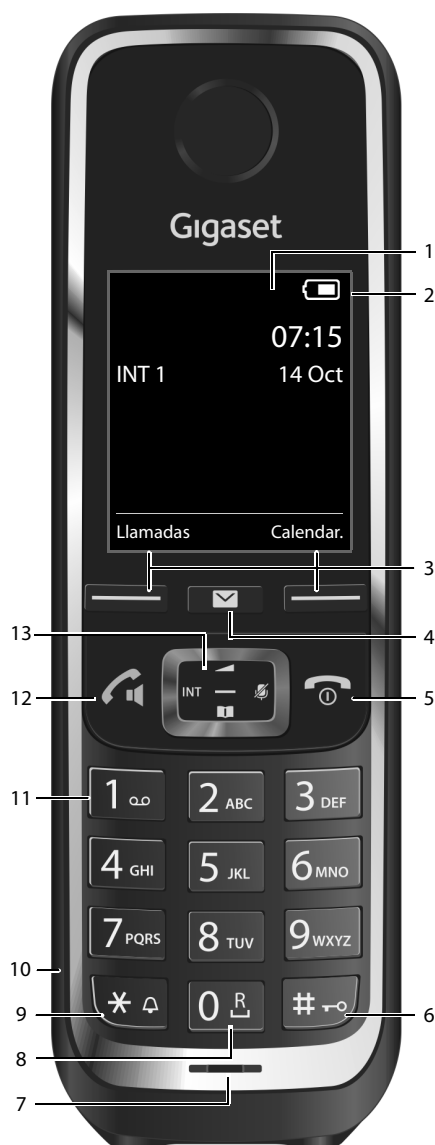 Gigaset
1
2
07:15
INT 1 14 Oct
Llamadas Calendar.
3
4
13
INT
12
5
11
1 2 ABC 3 DEF
4 GHI 5 JKL 6 MNO
7 PQRS 8 TUV 9 WXYZ
10
* 0 R #
9
6
8
7